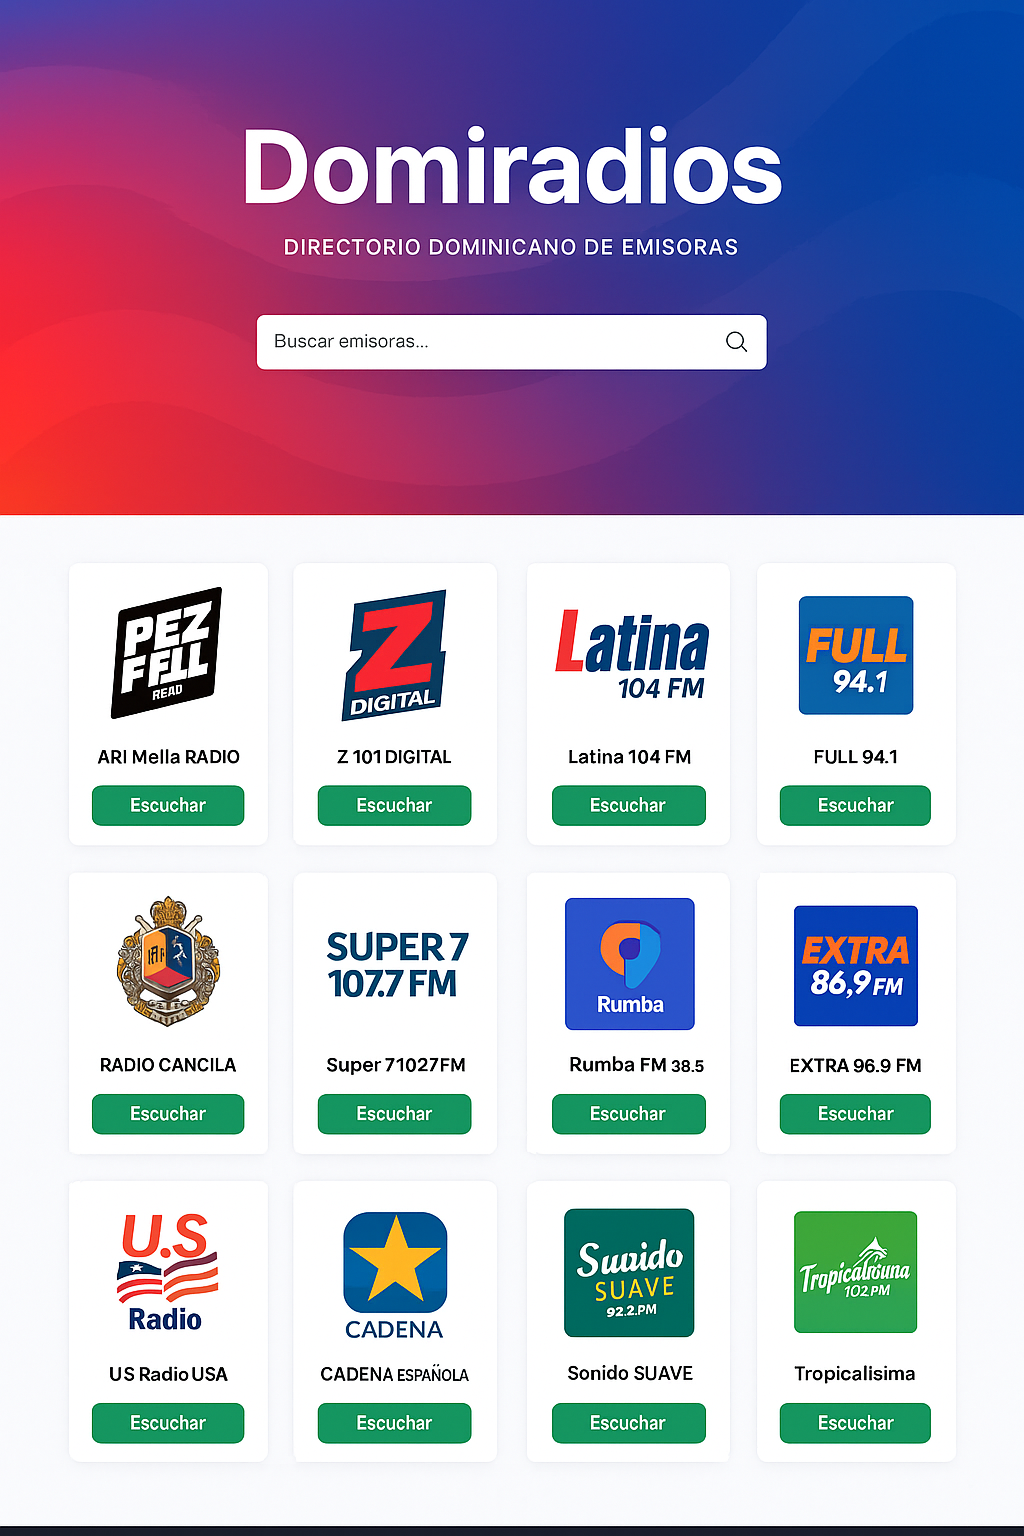 Domiradios
DIRECTORIO DOMINICANO DE EMISORAS
Buscar emisoras...
PEZ
FFLL
READ
ARI Mella RADIO
Escuchar
Z
DIGITAL
Z 101 DIGITAL
Escuchar
Latina
104 FM
Latina 104 FM
Escuchar
FULL
94.1
FULL 94.1
Escuchar
RADIO CANCILA
Escuchar
SUPER 7
107.7 FM
Super 71027FM
Escuchar
Rumba
Rumba FM 38.5
Escuchar
EXTRA
86,9 FM
EXTRA 96.9 FM
Escuchar
U.S
Radio
US Radio USA
Escuchar
CADENA
CADENA ESPAÑOLA
Escuchar
SUAVE
92.2.PM
Sonido SUAVE
Escuchar
102 PM
Tropicalisima
Escuchar